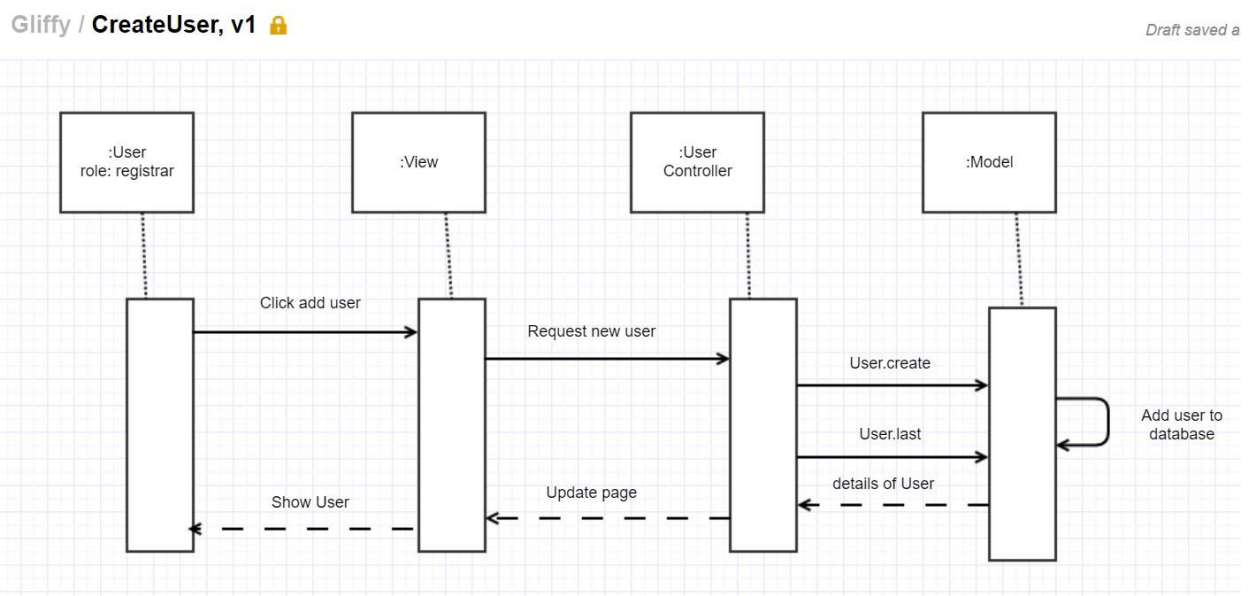 Gliffy / CreateUser, v1
Draft saved a
:User
role: registrar
:View
:User
Controller
:Model
Click add user
Request new user
User.create
Add user to
database
User.last
details of User
Update page
Show User